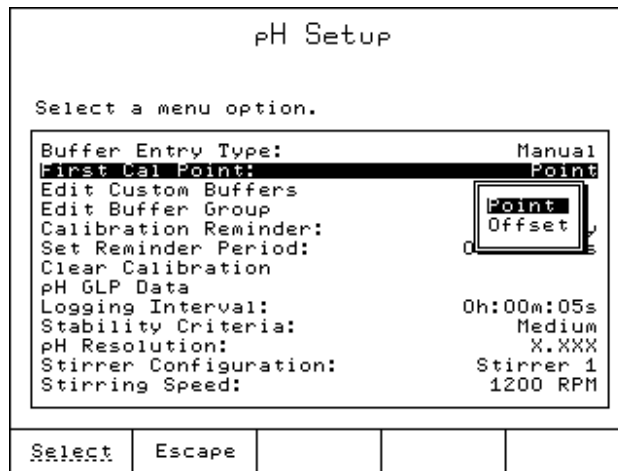 pH Setup
Select a menu option.
Buffer Entry Type: Manual
First Cal Point: Point
Edit Custom Buffers
Edit Buffer Group
Point
Calibration Reminder:
Offset
Set Reminder Period:
Clear Calibration
pH GLP Data
Logging Interval: 0h:00m:05s
Stability Criteria: Medium
pH Resolution: X.XXX
Stirrer Configuration: Stirrer 1
Stirring Speed: 1200 RPM
Select Escape